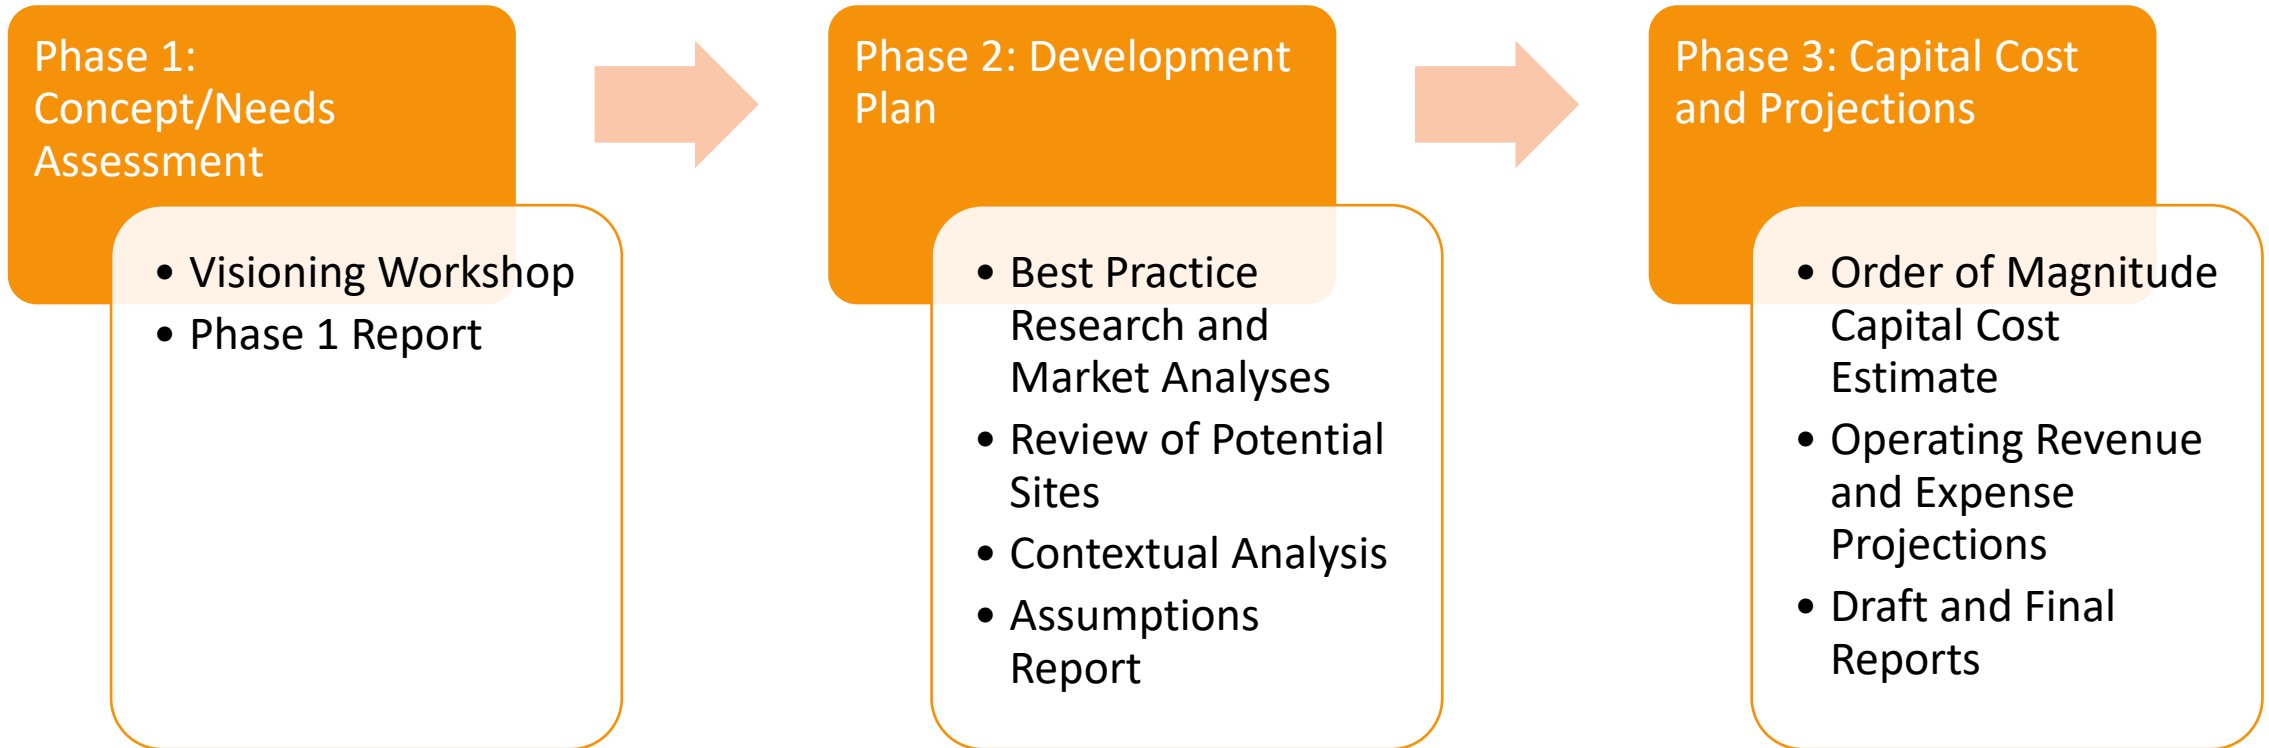 Phase 1:
Concept/Needs
Assessment
• Visioning Workshop
• Phase 1 Report
Phase 2: Development
Plan
• Best Practice
Research and
Market Analyses
• Review of Potential
Sites
• Contextual Analysis
• Assumptions
Report
Phase 3: Capital Cost
and Projections
• Order of Magnitude
Capital Cost
Estimate
• Operating Revenue
and Expense
Projections
• Draft and Final
Reports